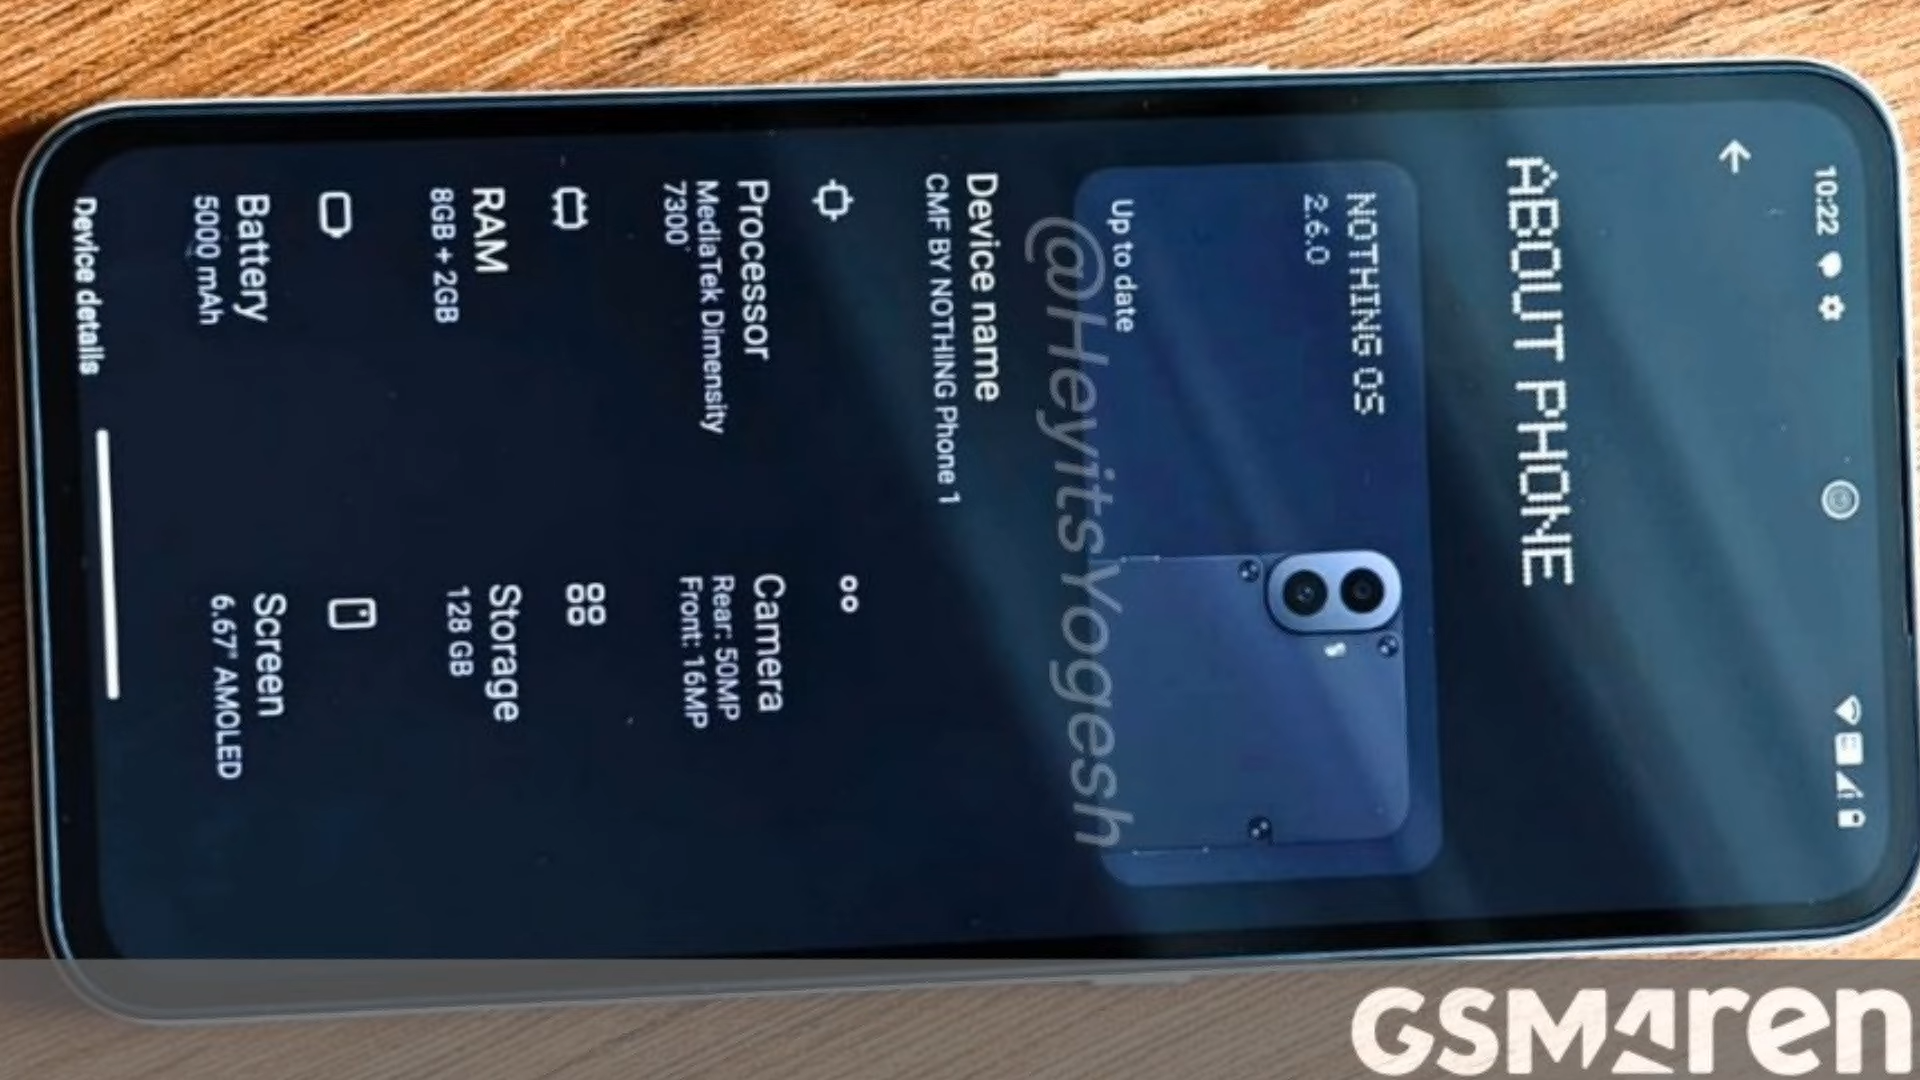 10:22
ABOUT PHONE
NOTHING OS
2.6.0
Up to date
@HeyitsYogesh
Device name
CMF BY NOTHING Phone 1
Processor
MediaTek Dimensity
7300
Camera
Rear: 50MP
Front: 16MP
RAM
8GB + 2GB
Storage
128 GB
Battery
5000 mAh
Screen
6.67" AMOLED
Device details
GSMAren